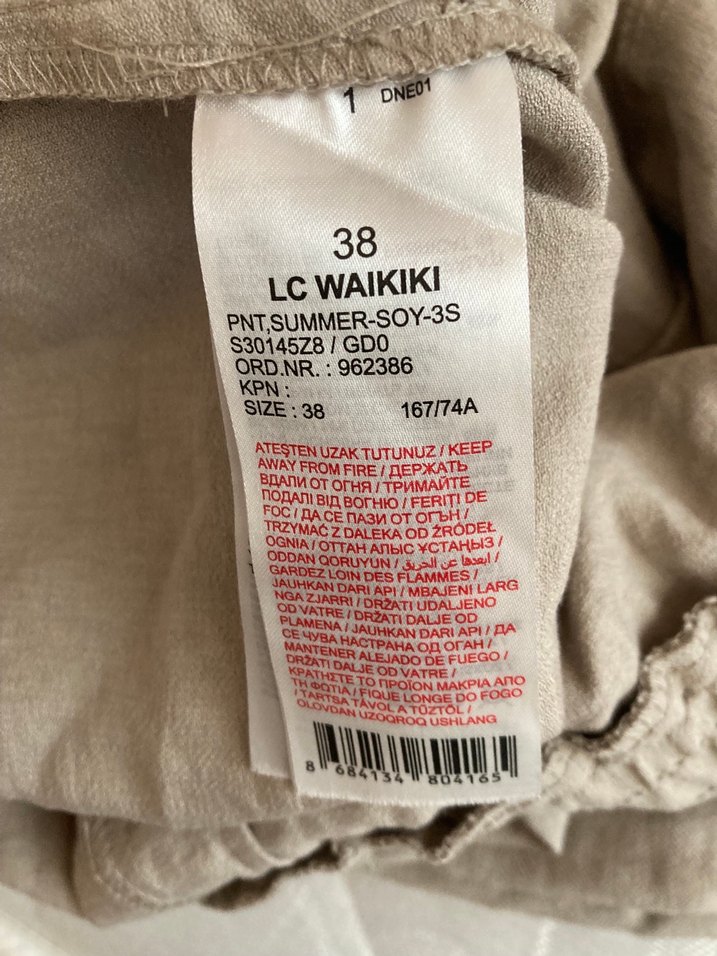 1 DNE01
38
LC WAIKIKI
PNT,SUMMER-SOY-3S
S30145Z8 / GD0
ORD.NR. : 962386
KPN :
SIZE : 38 167/74A
ATEŞTEN UZAK TUTUNUZ / KEEP
AWAY FROM FIRE / ДЕРЖАТЬ
ВДАЛИ ОТ ОГНЯ / ТРИМАЙТЕ
ПОДАЛІ ВІД ВОГНЮ / FERITI DE
FOC / ДА СЕ ПАЗИ ОТ ОГЪН /
TRZYMAĆ Z DALEKA OD ŹRÓDEŁ
OGNIA / ОТТАН АЛЫС ҰСТАҢЫЗ /
ODDAN QORUYUN / ابعدها عن الحريق /
GARDEZ LOIN DES FLAMMES /
JAUHKAN DARI API / MBAJENI LARG
NGA ZJARRI / DRŽATI UDALJENO
OD VATRE / DRŽATI DALJE OD
PLAMENA / JAUHKAN DARI API / ДА
СЕ ЧУВА НАСТРАНА ОД ОГАН /
MANTENER ALEJADO DE FUEGO /
DRŽATI DALJE OD VATRE /
ΚΡΑΤΗΣΤΕ ΤΟ ΠΡΟΪΟΝ ΜΑΚΡΙΑ ΑΠΟ
ΤΗ ΦΩΤΙΑ / FIQUE LONGE DO FOGO
/ TARTSA TÁVOL A TŰZTŐL /
OLOVDAN UZOQROQ USHLANG
8 684134 804165